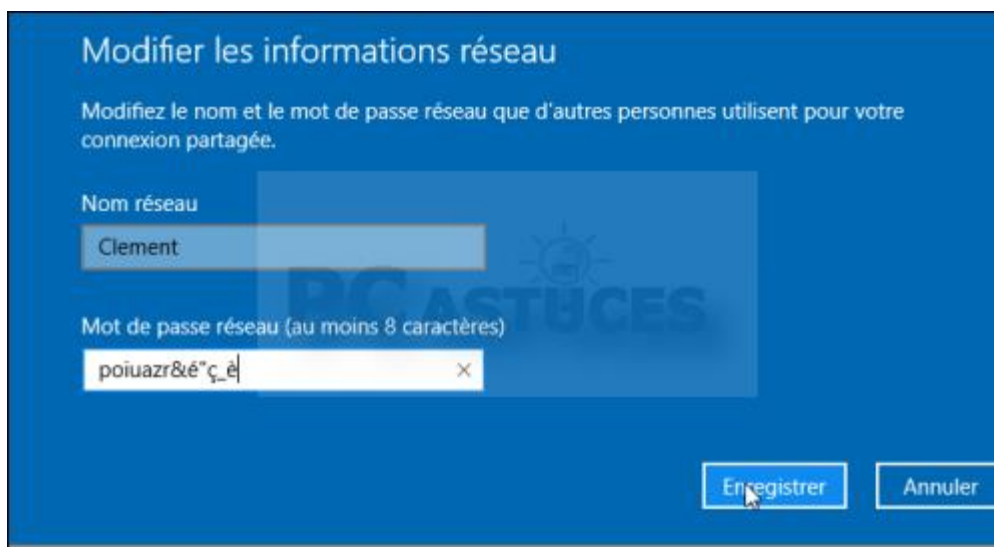 Modifier les informations réseau
Modifiez le nom et le mot de passe réseau que d'autres personnes utilisent pour votre
connexion partagée.
Nom réseau
Clement
PC ASTUCES
Mot de passe réseau (au moins 8 caractères)
poiuazr&é"ç_è
Enregistrer
Annuler